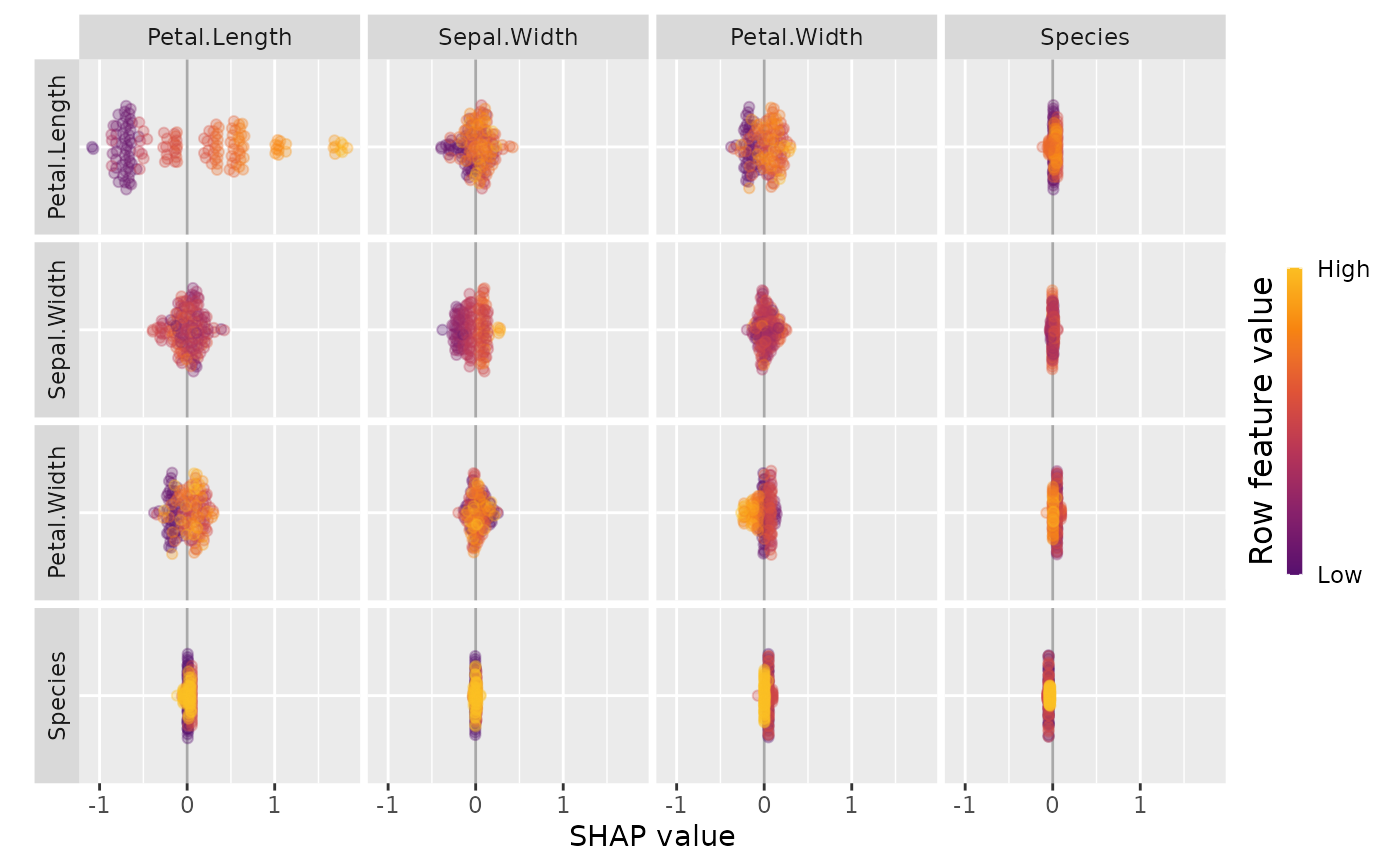 Petal.Length Sepal.Width Petal.Width Species
Petal.Length
Sepal.Width
Petal.Width
Species
-1 0 1 -1 0 1 -1 0 1 -1 0 1
SHAP value
Row feature value
High
Low